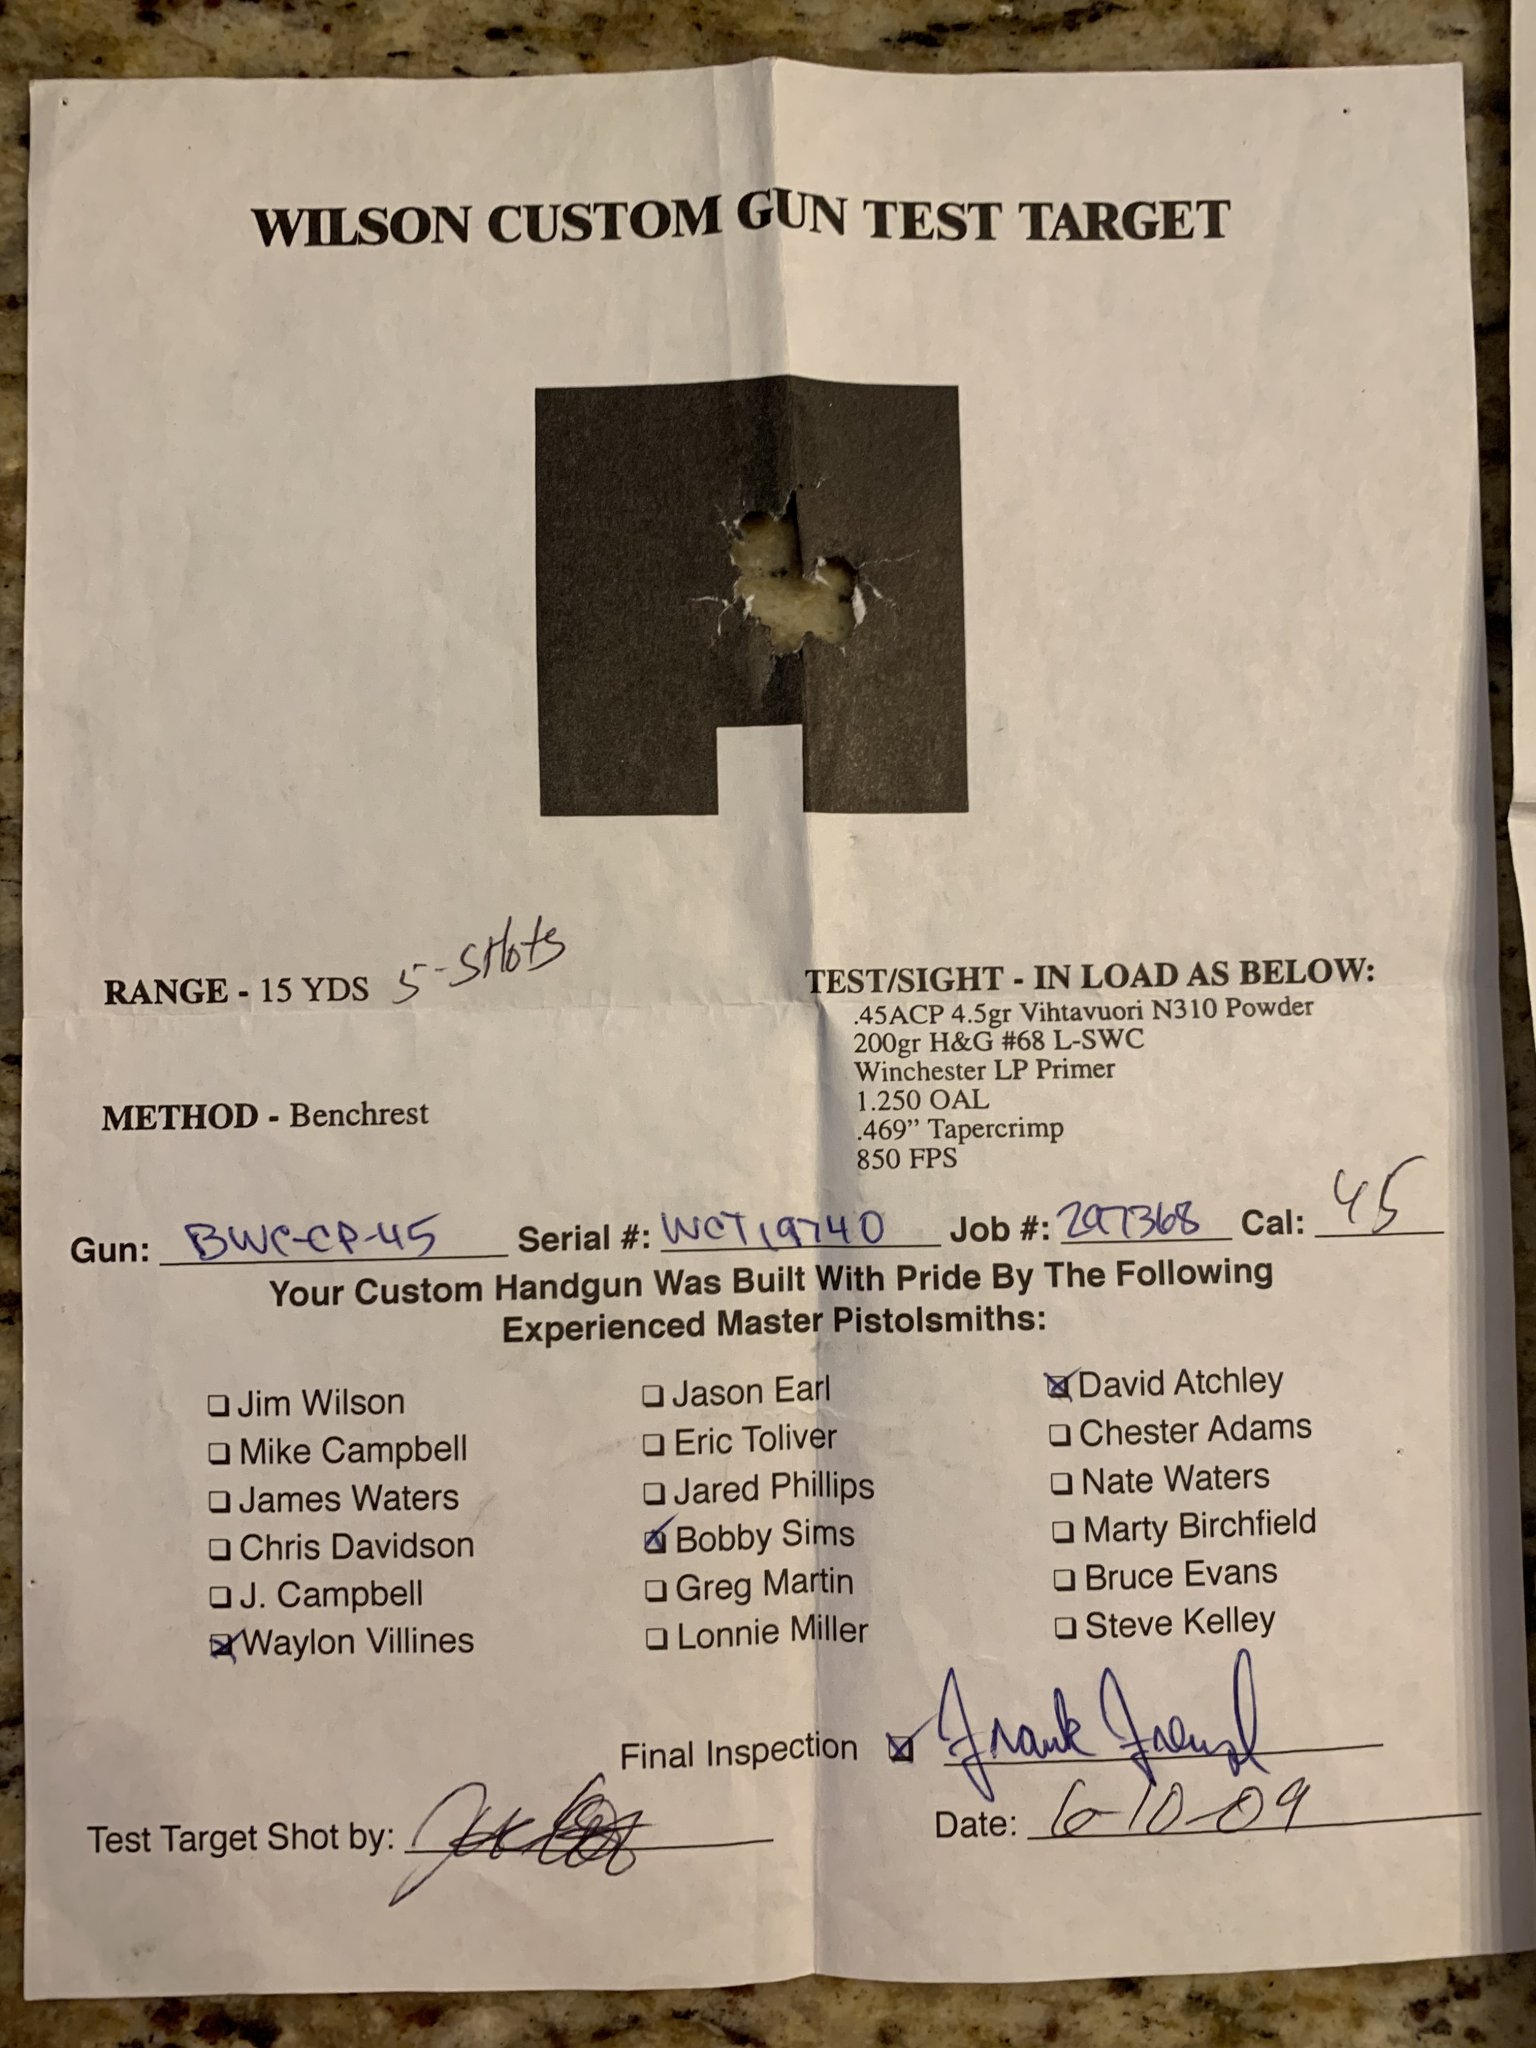 WILSON CUSTOM GUN TEST TARGET
RANGE - 15 YDS 5-SHots
METHOD - Benchrest
TEST/SIGHT - IN LOAD AS BELOW:
.45ACP 4.5gr Vihtavuori N310 Powder
200gr H&G #68 L-SWC
Winchester LP Primer
1.250 OAL
.469” Tapercrimp
850 FPS
Gun: BWC-CP-45 Serial #: WCT19740 Job #: 297368 Cal: 45
Your Custom Handgun Was Built With Pride By The Following
Experienced Master Pistolsmiths:
Jim Wilson
Mike Campbell
James Waters
Chris Davidson
J. Campbell
Waylon Villines
Jason Earl
Eric Toliver
Jared Phillips
Bobby Sims
Greg Martin
Lonnie Miller
David Atchley
Chester Adams
Nate Waters
Marty Birchfield
Bruce Evans
Steve Kelley
Final Inspection Frank
Test Target Shot by:
Date: 6-10-09